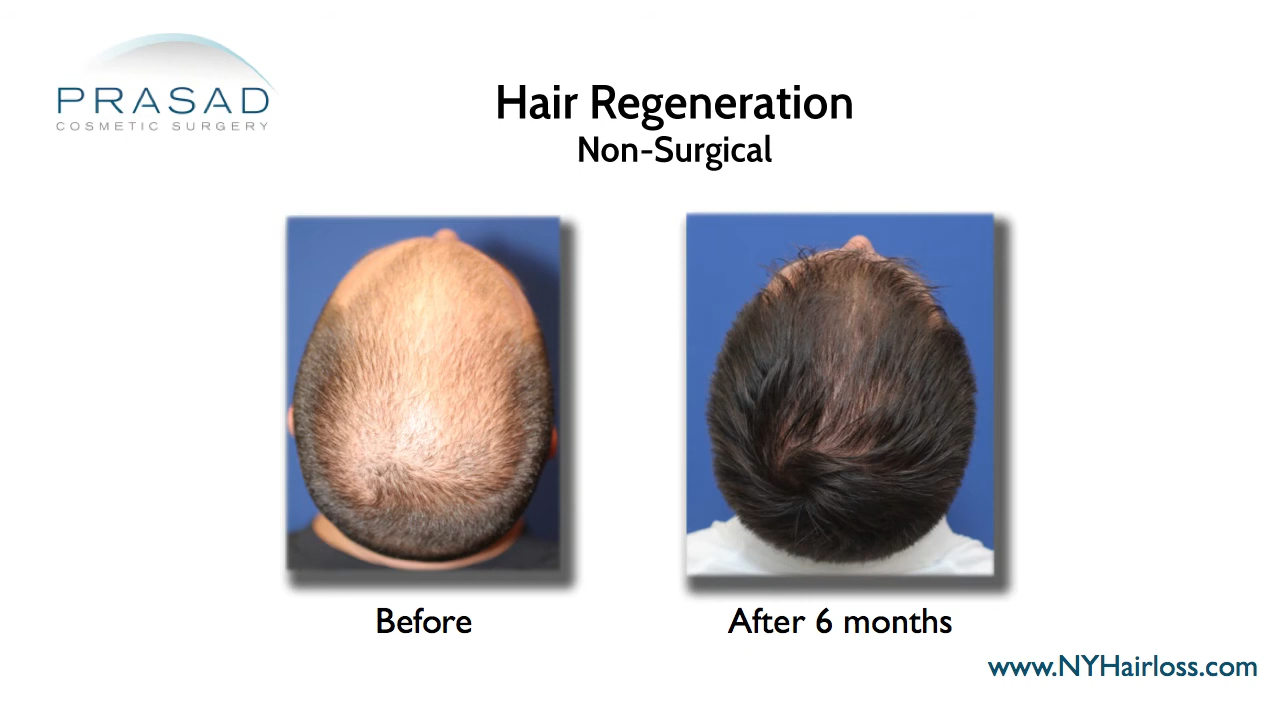 PRASAD
COSMETIC SURGERY
Hair Regeneration
Non-Surgical
Before
After 6 months
www.NYHairloss.com